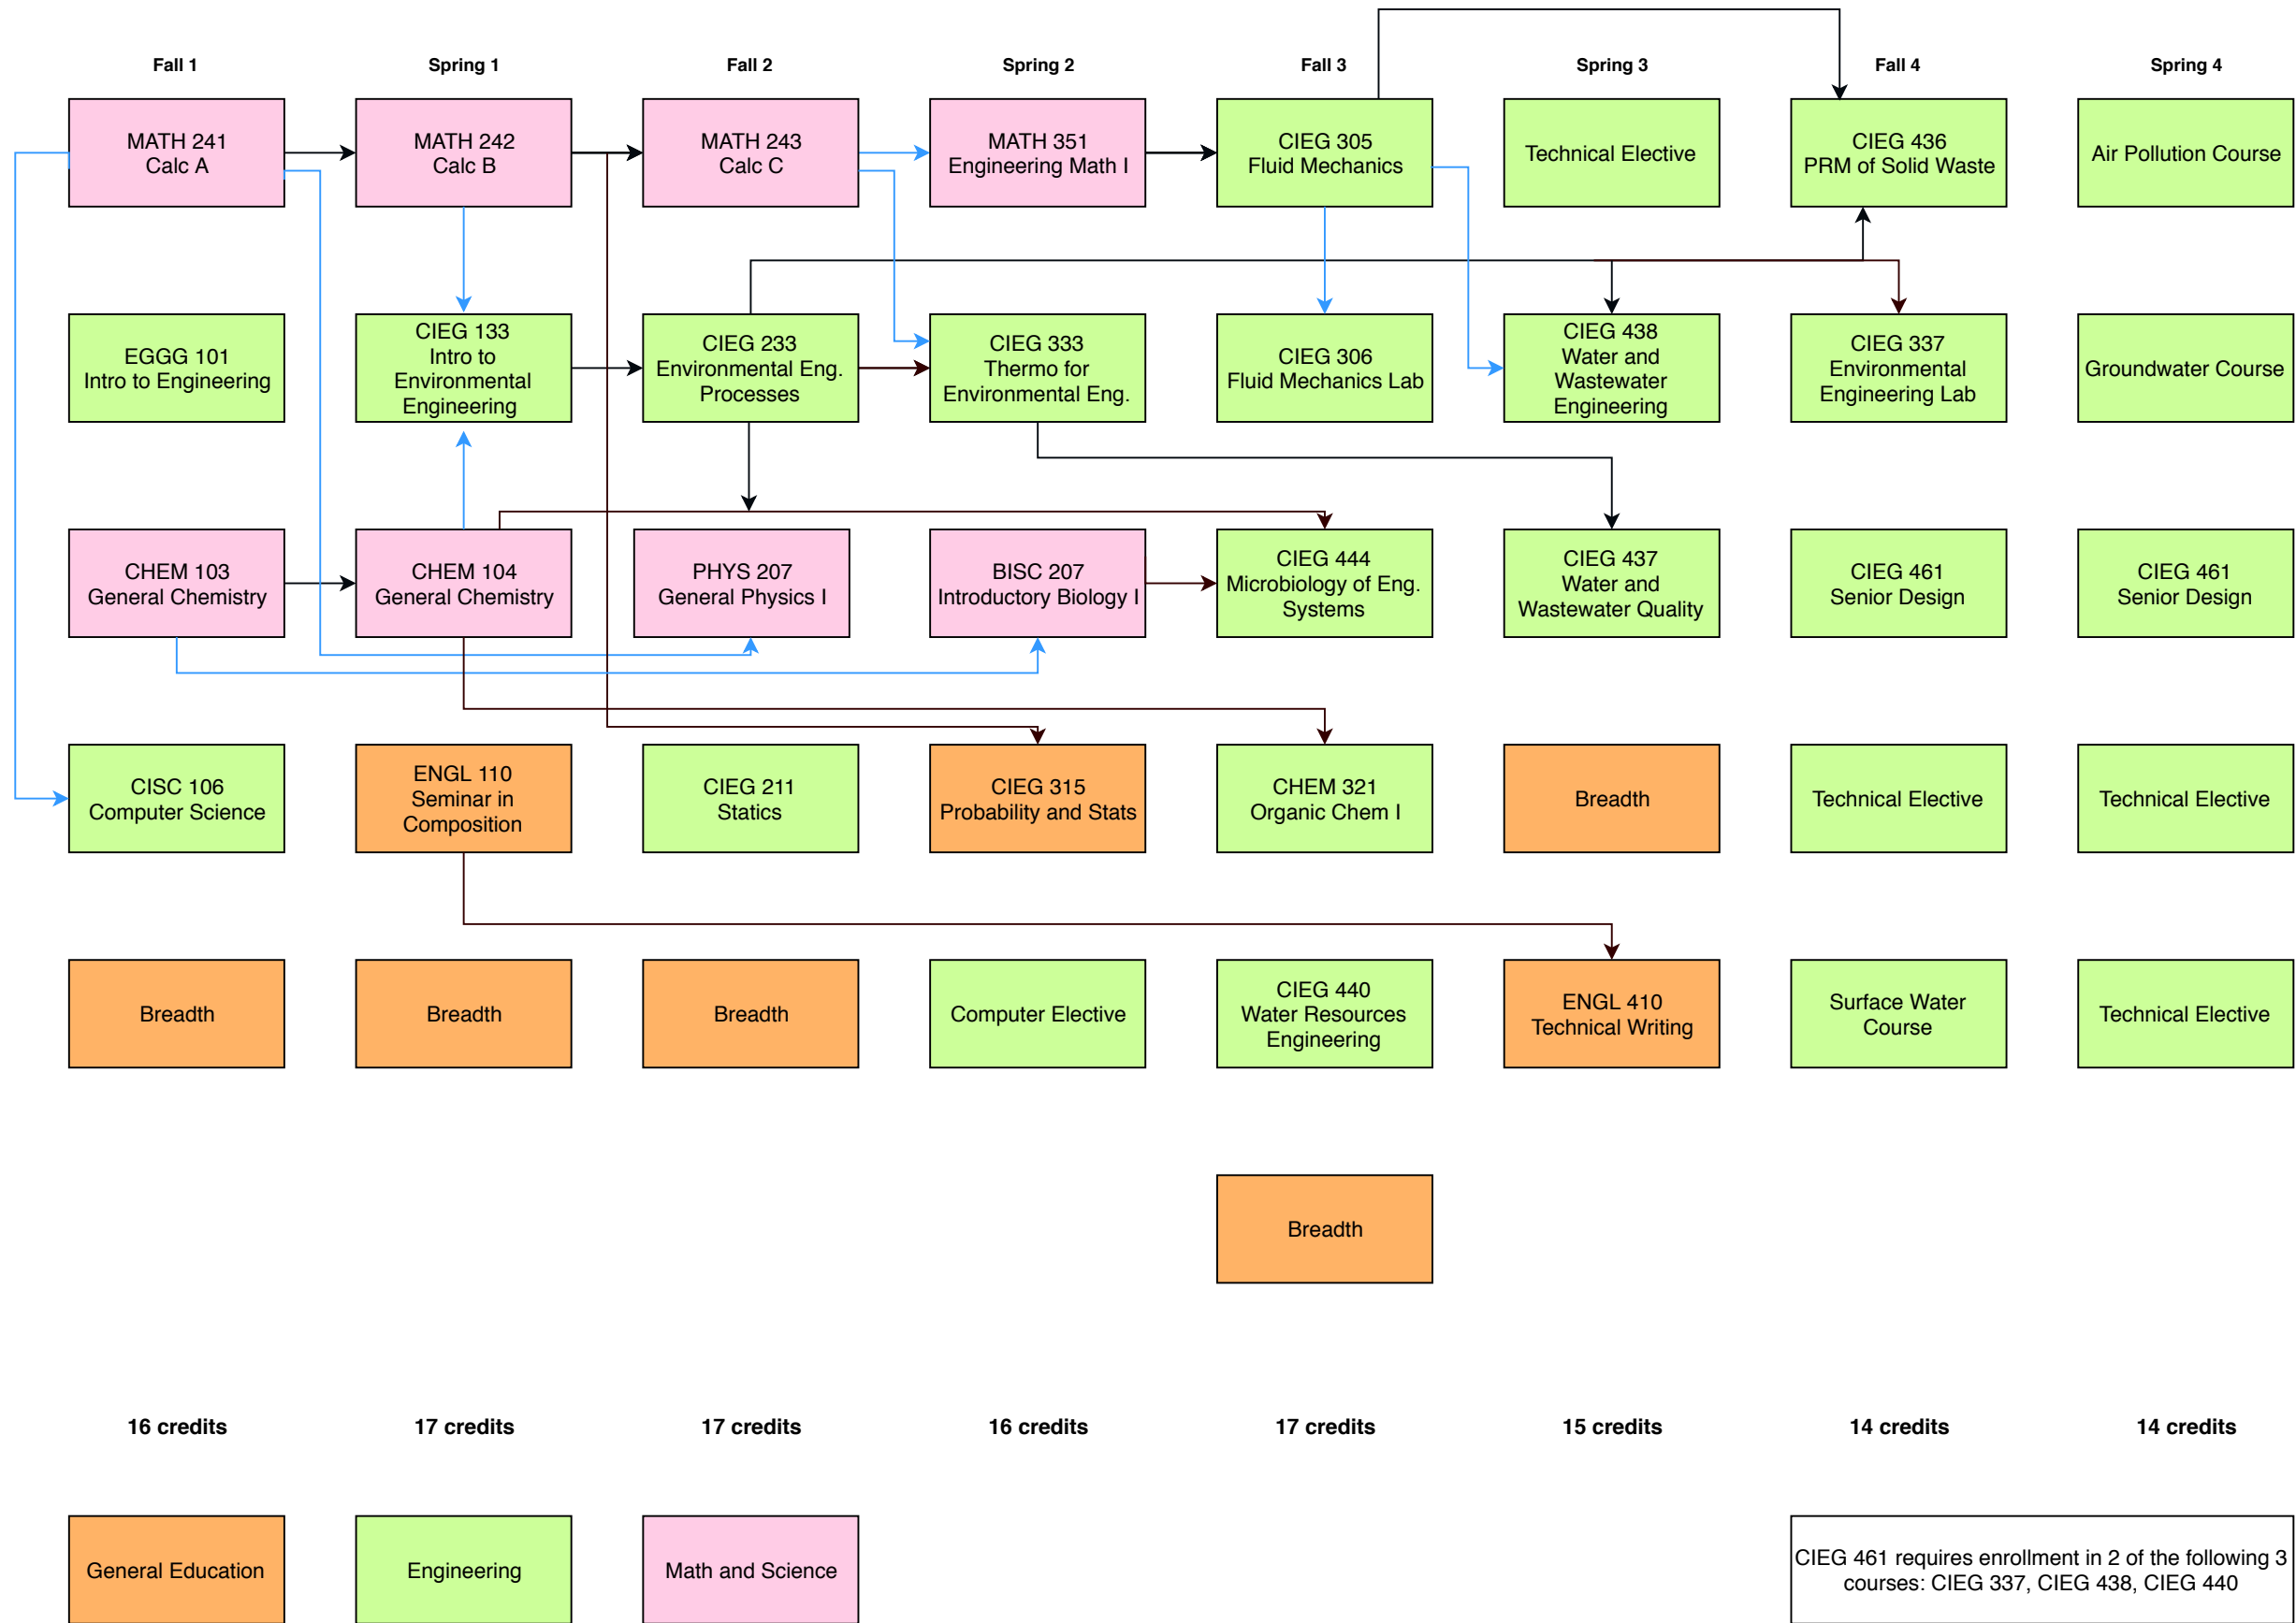 Fall 1
Spring 1
Fall 2
Spring 2
Fall 3
Spring 3
Fall 4
Spring 4
MATH 241
Calc A
MATH 242
Calc B
MATH 243
Calc C
MATH 351
Engineering Math I
CIEG 305
Fluid Mechanics
Technical Elective
CIEG 436
PRM of Solid Waste
Air Pollution Course
EGGG 101
Intro to Engineering
CIEG 133
Intro to
Environmental
Engineering
CIEG 233
Environmental Eng.
Processes
CIEG 333
Thermo for
Environmental Eng.
CIEG 306
Fluid Mechanics Lab
CIEG 438
Water and
Wastewater
Engineering
CIEG 337
Environmental
Engineering Lab
Groundwater Course
CHEM 103
General Chemistry
CHEM 104
General Chemistry
PHYS 207
General Physics I
BISC 207
Introductory Biology I
CIEG 444
Microbiology of Eng.
Systems
CIEG 437
Water and
Wastewater Quality
CIEG 461
Senior Design
CIEG 461
Senior Design
CISC 106
Computer Science
ENGL 110
Seminar in
Composition
CIEG 211
Statics
CIEG 315
Probability and Stats
CHEM 321
Organic Chem I
Breadth
Technical Elective
Technical Elective
Breadth
Breadth
Breadth
Computer Elective
CIEG 440
Water Resources
Engineering
ENGL 410
Technical Writing
Surface Water
Course
Technical Elective
Breadth
16 credits
17 credits
17 credits
16 credits
17 credits
15 credits
14 credits
14 credits
General Education
Engineering
Math and Science
CIEG 461 requires enrollment in 2 of the following 3
courses: CIEG 337, CIEG 438, CIEG 440